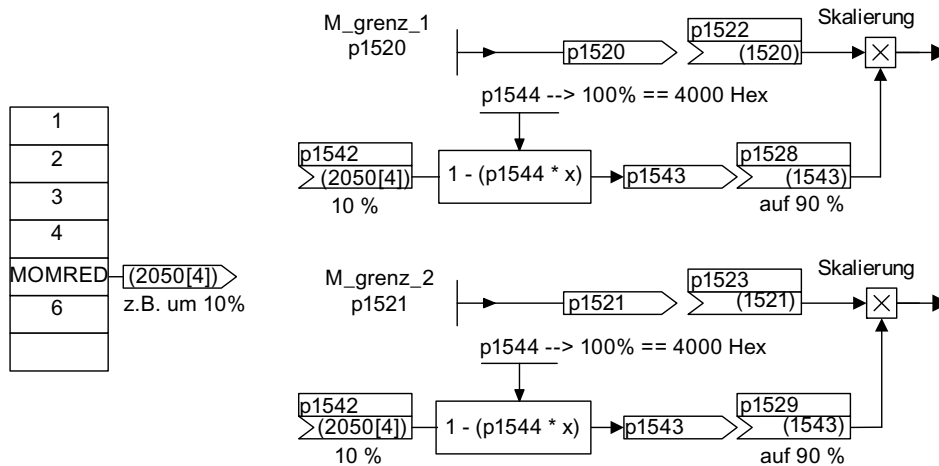 M_grenz_1
p1520
p1520
p1522
(1520)
Skalierung
p1544 --> 100% == 4000 Hex
p1542
(2050[4])
10 %
1 - (p1544 * x)
p1543
p1528
(1543)
auf 90 %
1
2
3
4
MOMRED
6
(2050[4])
z.B. um 10%
M_grenz_2
p1521
p1521
p1523
(1521)
Skalierung
p1544 --> 100% == 4000 Hex
p1542
(2050[4])
10 %
1 - (p1544 * x)
p1543
p1529
(1543)
auf 90 %